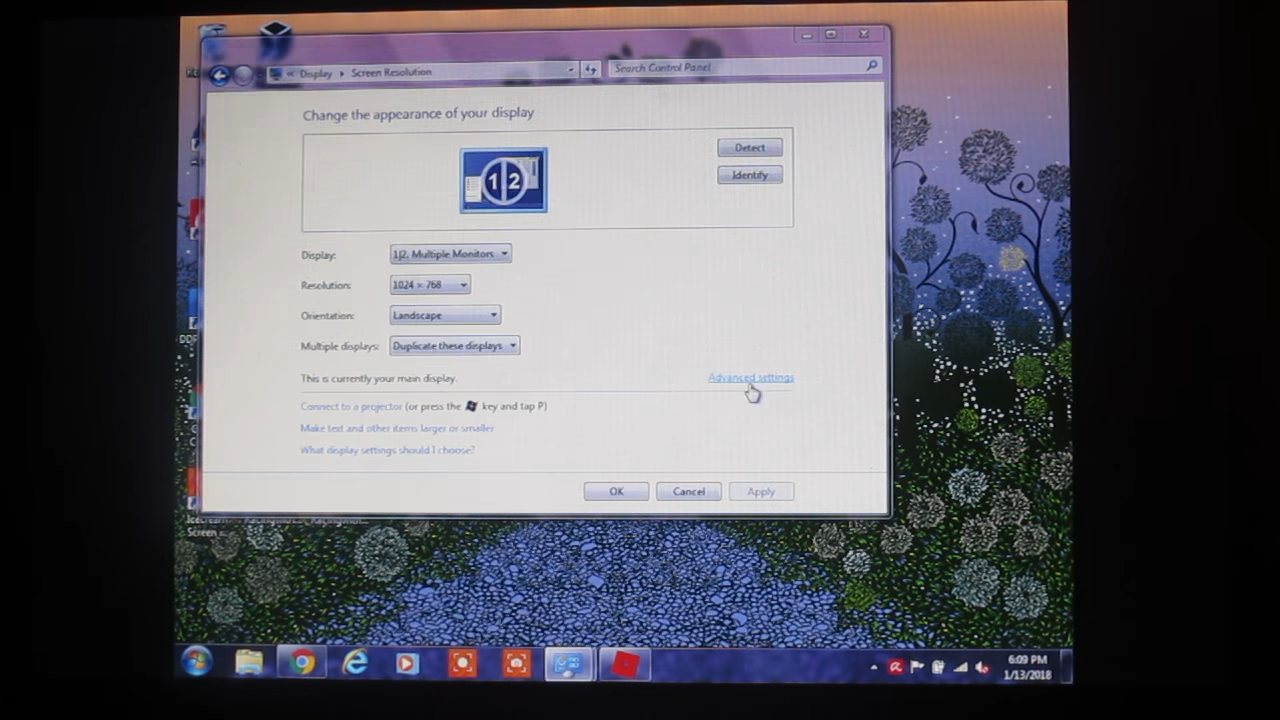 Display ▸ Screen Resolution
Search Control Panel
Change the appearance of your display
Detect
1 2
Identify
Display: 1|2. Multiple Monitors
Resolution: 1024 × 768
Orientation: Landscape
Multiple displays: Duplicate these displays
This is currently your main display.
Advanced settings
Connect to a projector (or press the key and tap P)
Make text and other items larger or smaller
What display settings should I choose?
OK
Cancel
Apply
Screen
6:09 PM
1/13/2018